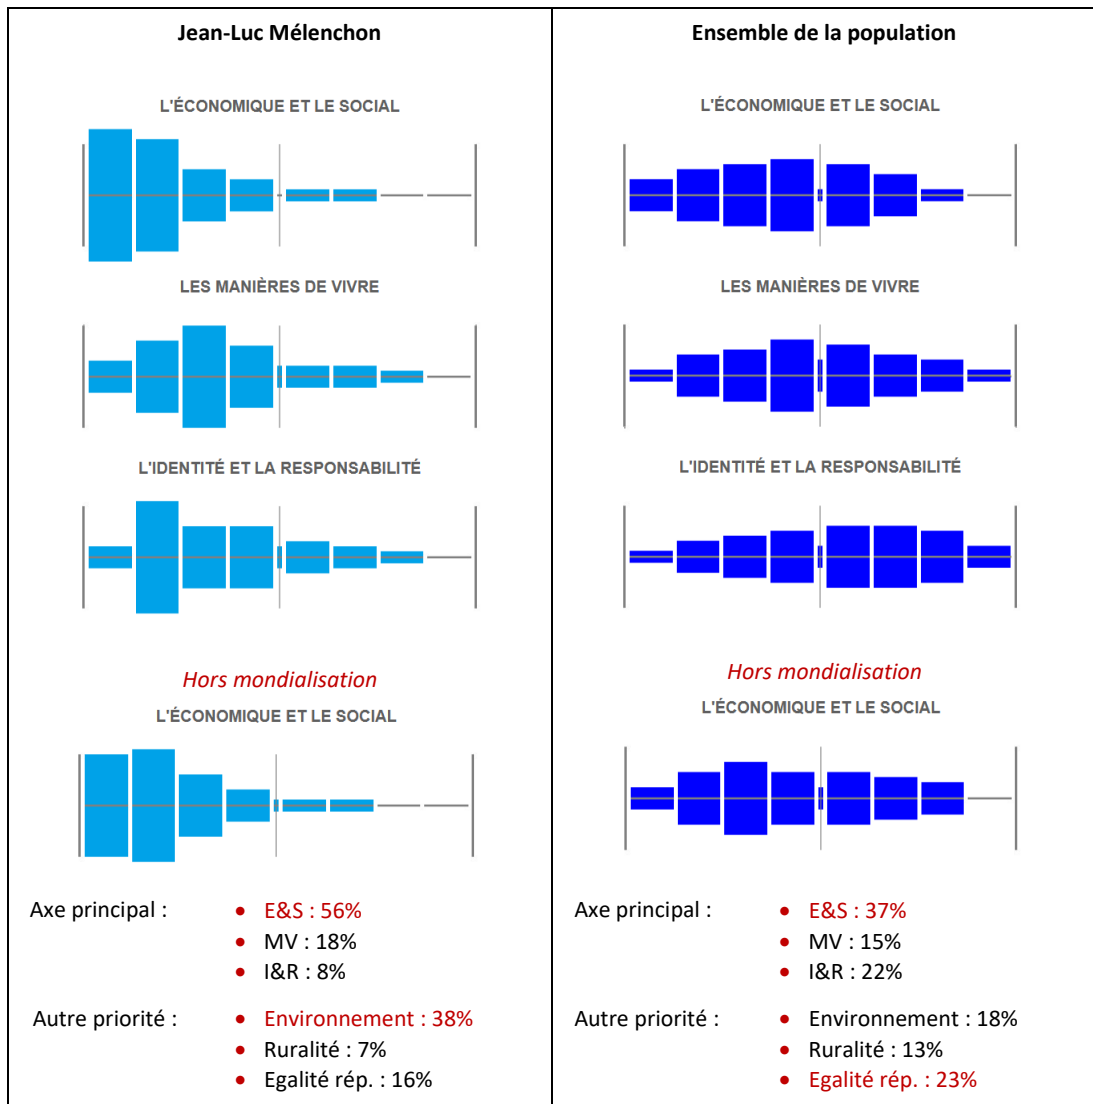 Jean-Luc Mélenchon
L'ÉCONOMIQUE ET LE SOCIAL
LES MANIÈRES DE VIVRE
L'IDENTITÉ ET LA RESPONSABILITÉ
Hors mondialisation
L'ÉCONOMIQUE ET LE SOCIAL
Axe principal :
• E&S : 56%
• MV : 18%
• I&R : 8%
Autre priorité :
• Environnement : 38%
• Ruralité : 7%
• Egalité rép. : 16%
Ensemble de la population
L'ÉCONOMIQUE ET LE SOCIAL
LES MANIÈRES DE VIVRE
L'IDENTITÉ ET LA RESPONSABILITÉ
Hors mondialisation
L'ÉCONOMIQUE ET LE SOCIAL
Axe principal :
• E&S : 37%
• MV : 15%
• I&R : 22%
Autre priorité :
• Environnement : 18%
• Ruralité : 13%
• Egalité rép. : 23%